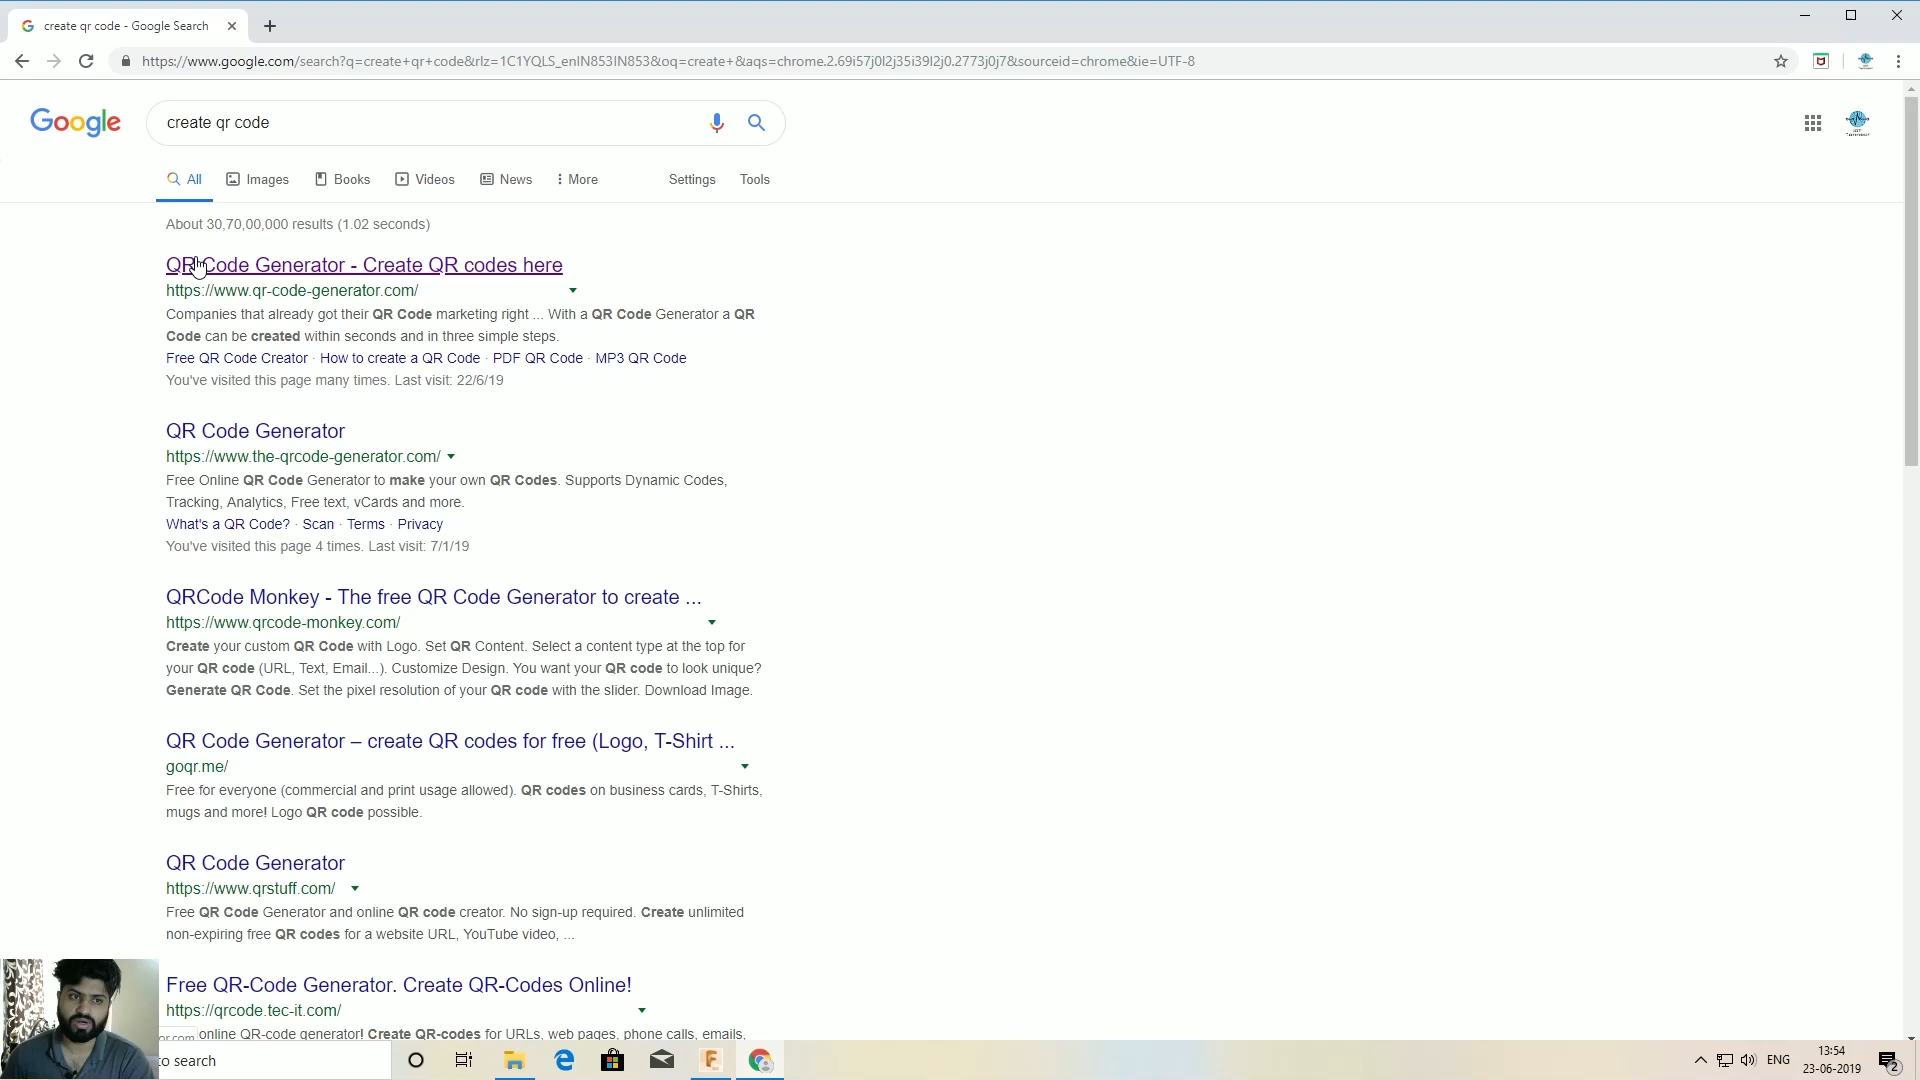 create qr code - Google Search
https://www.google.com/search?q=create+qr+code&rlz=1C1YQLS_enIN853IN853&oq=create+&aqs=chrome.2.69i57j0l2j35i39l2j0.2773j0j7&sourceid=chrome&ie=UTF-8
Google
create qr code
All
Images
Books
Videos
News
More
Settings
Tools
About 30,70,00,000 results (1.02 seconds)
QR Code Generator - Create QR codes here
https://www.qr-code-generator.com/
Companies that already got their QR Code marketing right ... With a QR Code Generator a QR
Code can be created within seconds and in three simple steps.
Free QR Code Creator · How to create a QR Code · PDF QR Code · MP3 QR Code
You've visited this page many times. Last visit: 22/6/19
QR Code Generator
https://www.the-qrcode-generator.com/
Free Online QR Code Generator to make your own QR Codes. Supports Dynamic Codes,
Tracking, Analytics, Free text, vCards and more.
What's a QR Code? · Scan · Terms · Privacy
You've visited this page 4 times. Last visit: 7/1/19
QRCode Monkey - The free QR Code Generator to create ...
https://www.qrcode-monkey.com/
Create your custom QR Code with Logo. Set QR Content. Select a content type at the top for
your QR code (URL, Text, Email...). Customize Design. You want your QR code to look unique?
Generate QR Code. Set the pixel resolution of your QR code with the slider. Download Image.
QR Code Generator – create QR codes for free (Logo, T-Shirt ...
goqr.me/
Free for everyone (commercial and print usage allowed). QR codes on business cards, T-Shirts,
mugs and more! Logo QR code possible.
QR Code Generator
https://www.qrstuff.com/
Free QR Code Generator and online QR code creator. No sign-up required. Create unlimited
non-expiring free QR codes for a website URL, YouTube video, ...
Free QR-Code Generator. Create QR-Codes Online!
https://qrcode.tec-it.com/
online QR-code generator! Create QR-codes for URLs, web pages, phone calls, emails,
to search
ENG
13:54
23-06-2019
2